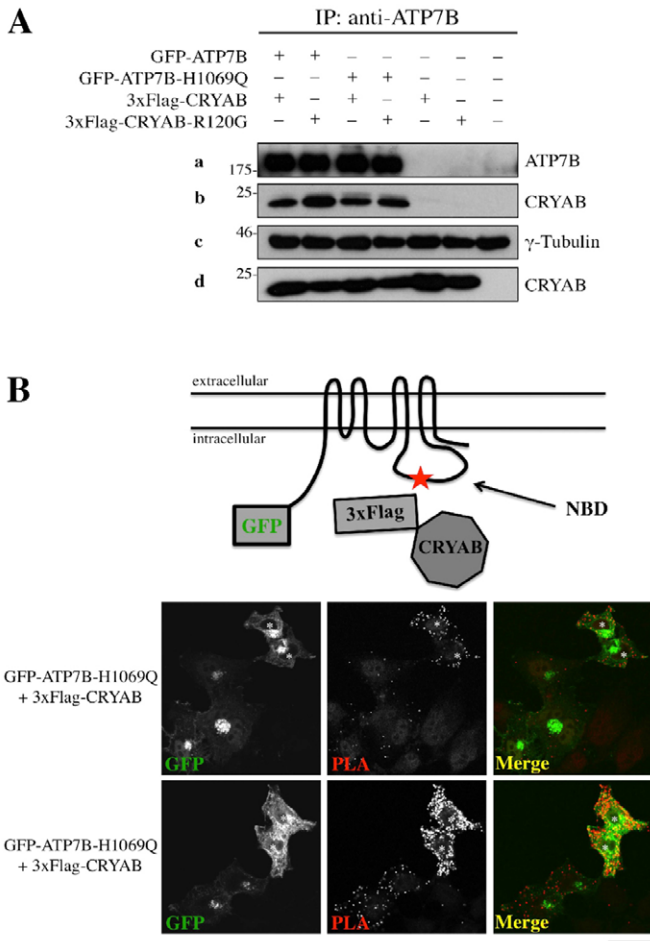 A
IP: anti-ATP7B
GFP-ATP7B + + – – – – –
GFP-ATP7B-H1069Q – – + + – – –
3xFlag-CRYAB + – + – + – –
3xFlag-CRYAB-R120G – + – + – + –
a 175- ATP7B
b 25- CRYAB
c 46- γ-Tubulin
d 25- CRYAB
B
extracellular
intracellular
NBD
3xFlag
GFP
CRYAB
GFP-ATP7B-H1069Q
+ 3xFlag-CRYAB
GFP PLA Merge
GFP-ATP7B-H1069Q
+ 3xFlag-CRYAB
GFP PLA Merge